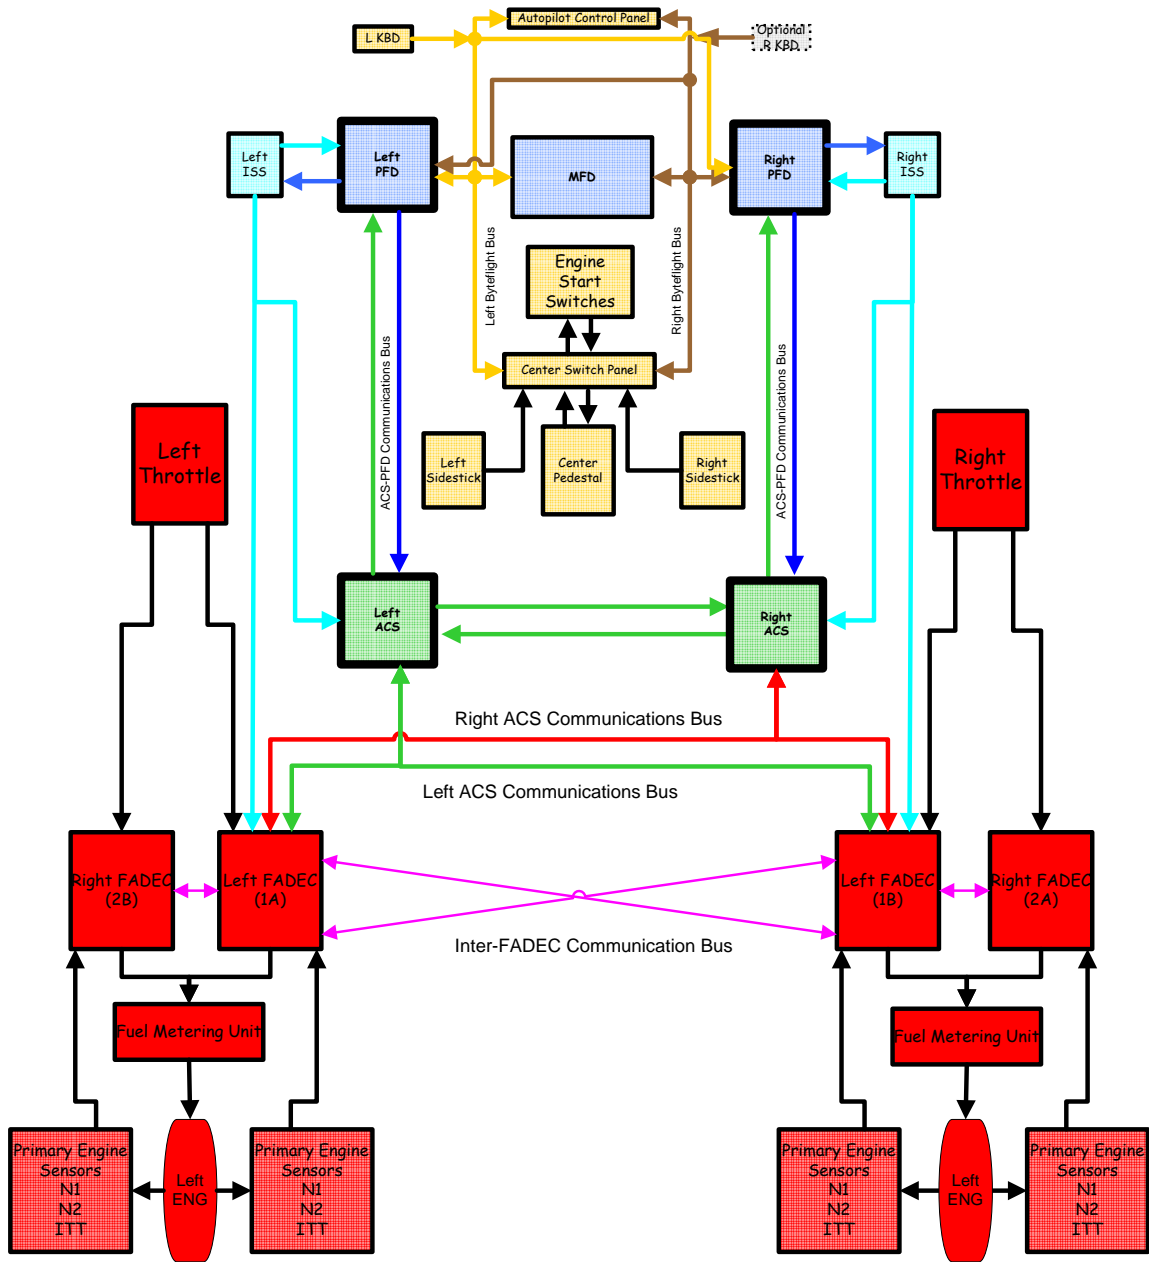 Autopilot Control Panel
L KBD
Optional
R KBD
Left
ISS
Left
PFD
MFD
Right
PFD
Right
ISS
Left Byteflight Bus
Right Byteflight Bus
Engine
Start
Switches
Center Switch Panel
ACS-PFD Communications Bus
ACS-PFD Communications Bus
Left
Throttle
Left
Sidestick
Center
Pedestal
Right
Sidestick
Right
Throttle
Left
ACS
Right
ACS
Right ACS Communications Bus
Left ACS Communications Bus
Right FADEC
(2B)
Left FADEC
(1A)
Left FADEC
(1B)
Right FADEC
(2A)
Inter-FADEC Communication Bus
Fuel Metering Unit
Fuel Metering Unit
Primary Engine
Sensors
N1
N2
ITT
Left
ENG
Primary Engine
Sensors
N1
N2
ITT
Primary Engine
Sensors
N1
N2
ITT
Left
ENG
Primary Engine
Sensors
N1
N2
ITT